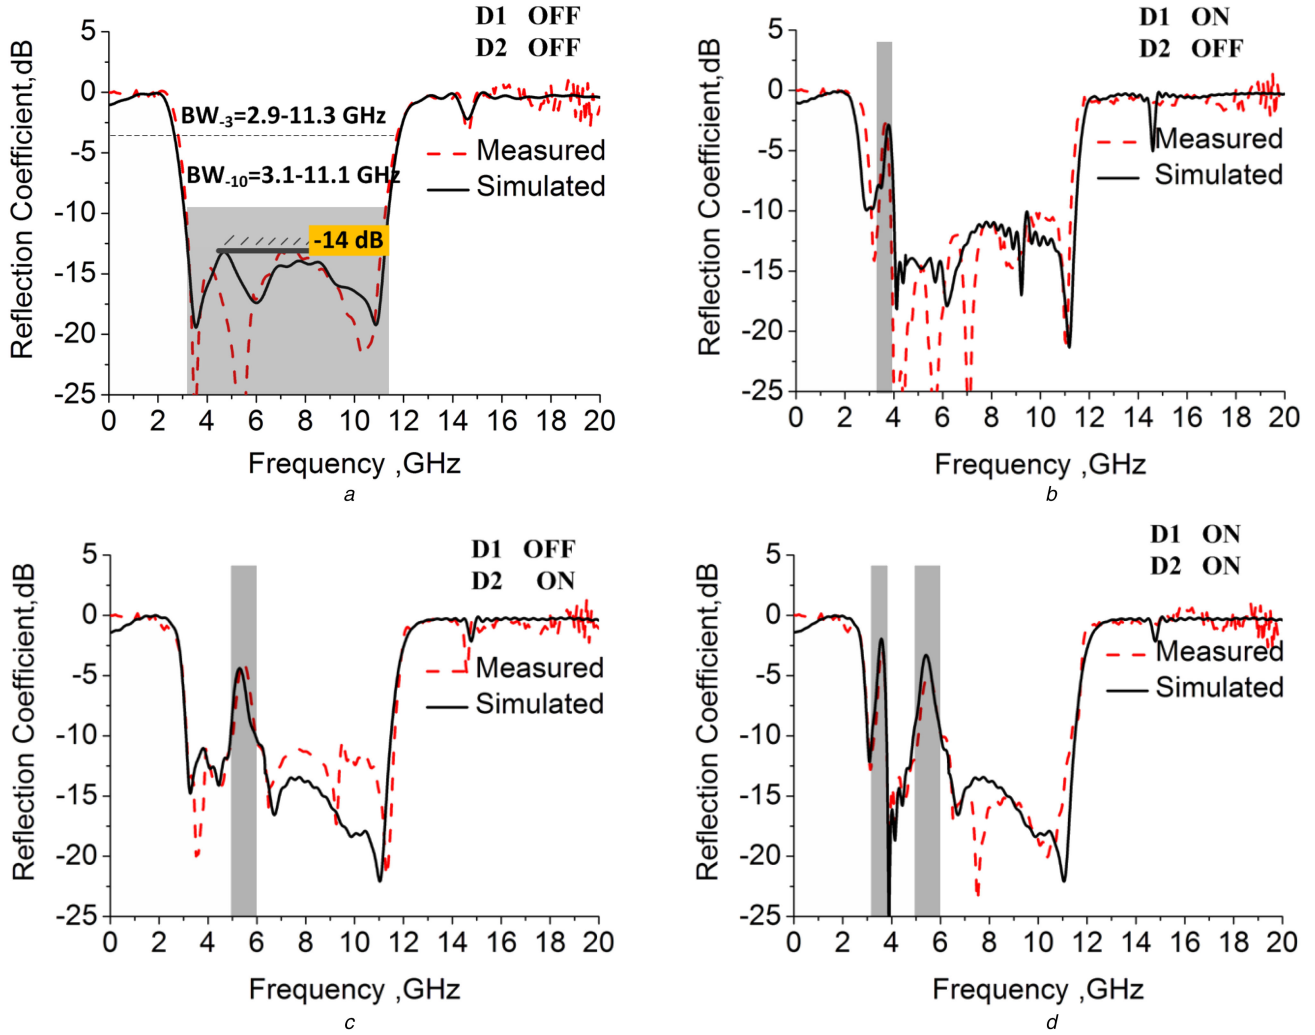 D1 OFF
D2 OFF
5
0
-5
-10
-15
-20
-25
Reflection Coefficient,dB
BW-3=2.9-11.3 GHz
BW-10=3.1-11.1 GHz
-14 dB
Measured
Simulated
0 2 4 6 8 10 12 14 16 18 20
Frequency ,GHz
a
D1 ON
D2 OFF
5
0
-5
-10
-15
-20
-25
Reflection Coefficient,dB
Measured
Simulated
0 2 4 6 8 10 12 14 16 18 20
Frequency ,GHz
b
D1 OFF
D2 ON
5
0
-5
-10
-15
-20
-25
Reflection Coefficient,dB
Measured
Simulated
0 2 4 6 8 10 12 14 16 18 20
Frequency ,GHz
c
D1 ON
D2 ON
5
0
-5
-10
-15
-20
-25
Reflection Coefficient,dB
Measured
Simulated
0 2 4 6 8 10 12 14 16 18 20
Frequency ,GHz
d